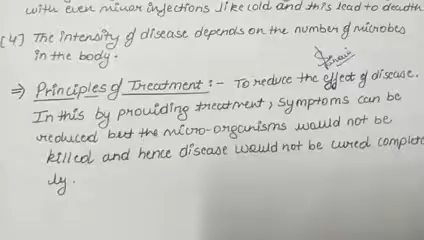 with even minor infections like cold and this lead to death
(4) The intensity of disease depends on the number of microbes
in the body.
⇒ Principles of Treatment :- To reduce the effect of disease.
In this by providing treatment, symptoms can be
reduced but the micro-organisms would not be
killed and hence disease would not be cured complete
ly.